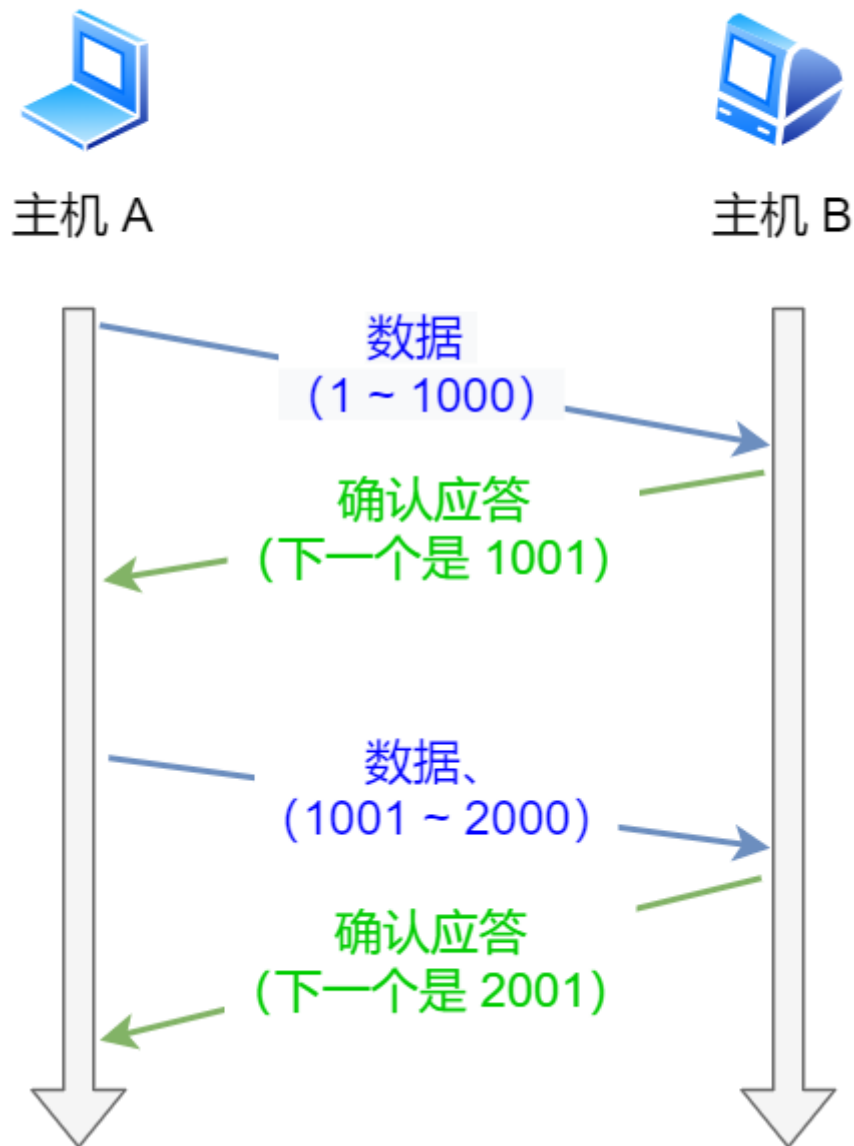 主机 A
主机 B
数据
（1 ~ 1000）
确认应答
（下一个是 1001）
数据、
（1001 ~ 2000）
确认应答
（下一个是 2001）